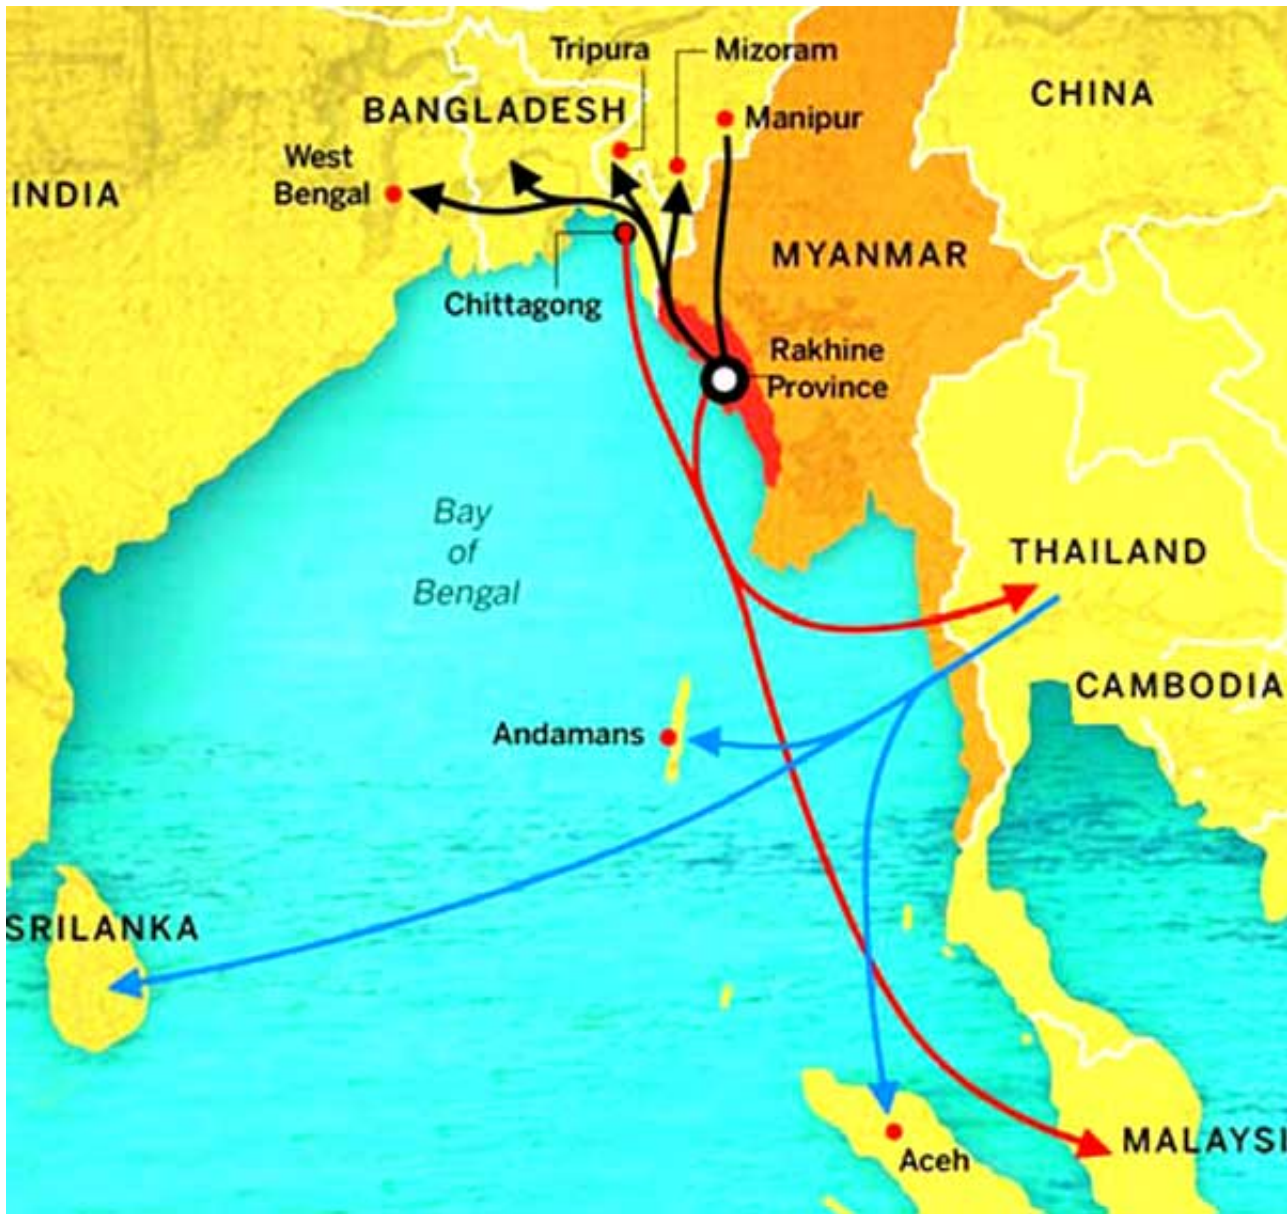 Tripura
Mizoram
BANGLADESH
CHINA
Manipur
West
Bengal
INDIA
MYANMAR
Chittagong
Rakhine
Province
Bay
of
Bengal
THAILAND
CAMBODIA
Andamans
SRILANKA
MALAYSI
Aceh